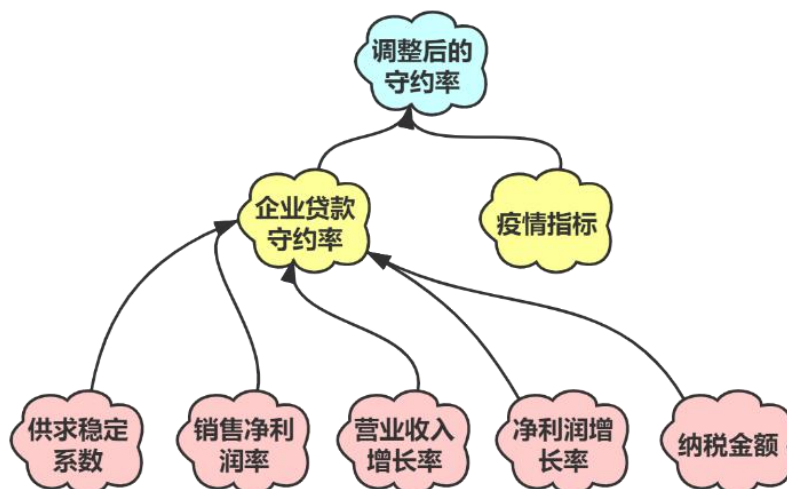 调整后的
守约率
企业贷款
守约率
疫情指标
供求稳定
系数
销售净利
润率
营业收入
增长率
净利润增
长率
纳税金额